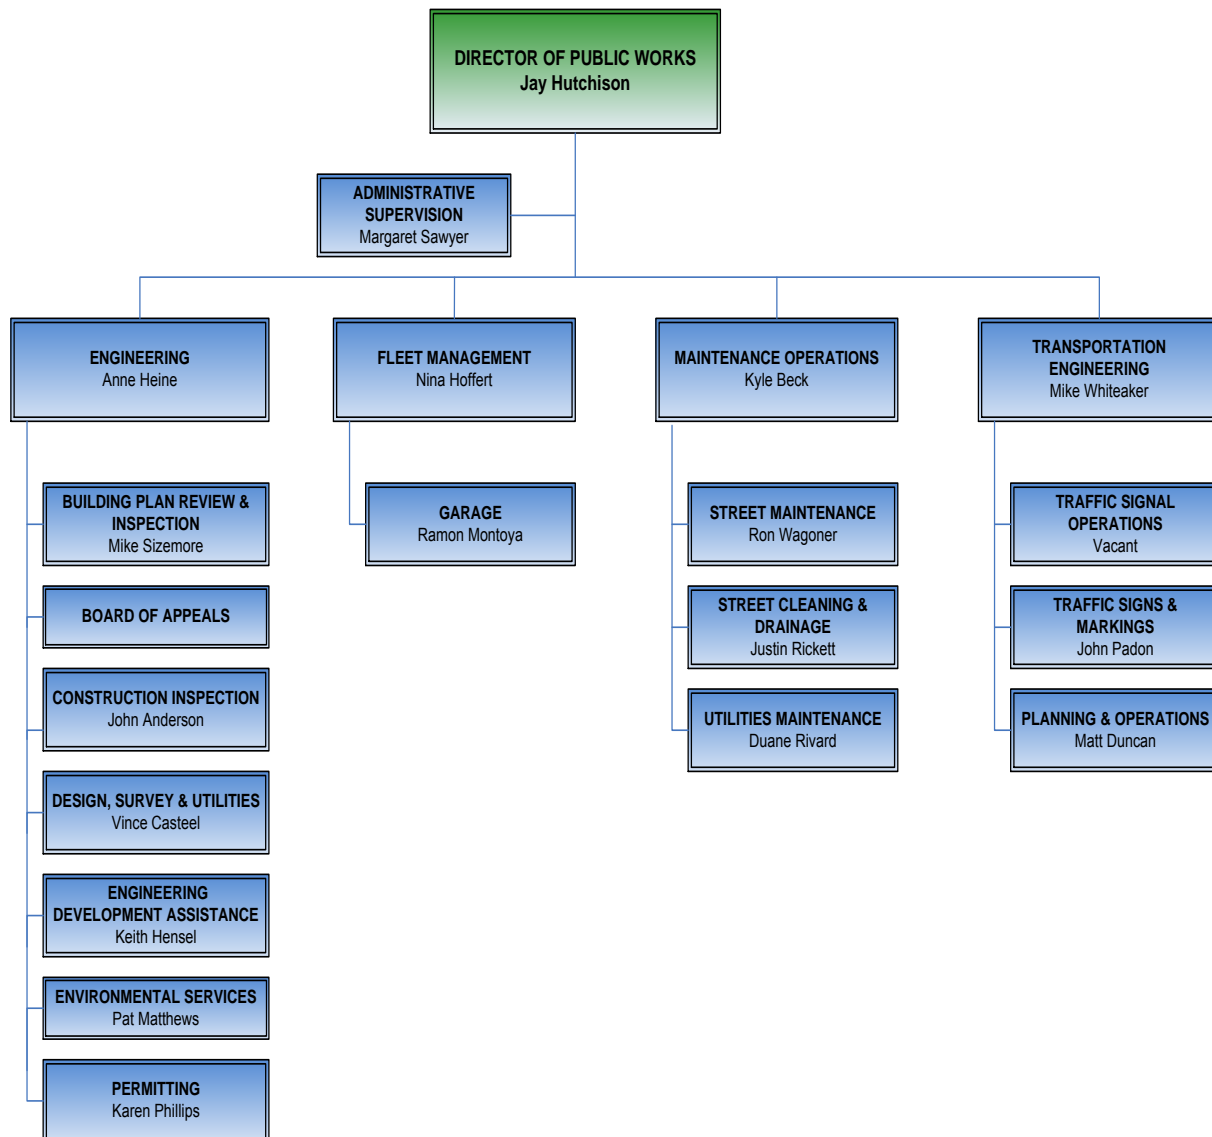 DIRECTOR OF PUBLIC WORKS
Jay Hutchison
ADMINISTRATIVE
SUPERVISION
Margaret Sawyer
ENGINEERING
Anne Heine
FLEET MANAGEMENT
Nina Hoffert
MAINTENANCE OPERATIONS
Kyle Beck
TRANSPORTATION
ENGINEERING
Mike Whiteaker
BUILDING PLAN REVIEW &
INSPECTION
Mike Sizemore
BOARD OF APPEALS
CONSTRUCTION INSPECTION
John Anderson
DESIGN, SURVEY & UTILITIES
Vince Casteel
ENGINEERING
DEVELOPMENT ASSISTANCE
Keith Hensel
ENVIRONMENTAL SERVICES
Pat Matthews
PERMITTING
Karen Phillips
GARAGE
Ramon Montoya
STREET MAINTENANCE
Ron Wagoner
STREET CLEANING &
DRAINAGE
Justin Rickett
UTILITIES MAINTENANCE
Duane Rivard
TRAFFIC SIGNAL
OPERATIONS
Vacant
TRAFFIC SIGNS &
MARKINGS
John Padon
PLANNING & OPERATIONS
Matt Duncan